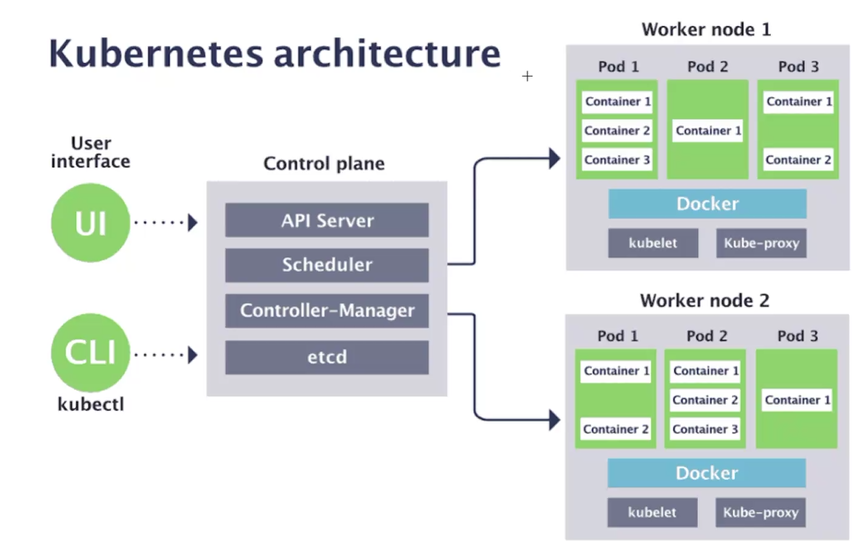 Kubernetes architecture
User
interface
UI
CLI
kubectl
Control plane
API Server
Scheduler
Controller-Manager
etcd
Worker node 1
Pod 1
Container 1
Container 2
Container 3
Pod 2
Container 1
Pod 3
Container 1
Container 2
Docker
kubelet
Kube-proxy
Worker node 2
Pod 1
Container 1
Container 2
Pod 2
Container 1
Container 2
Container 3
Pod 3
Container 1
Docker
kubelet
Kube-proxy